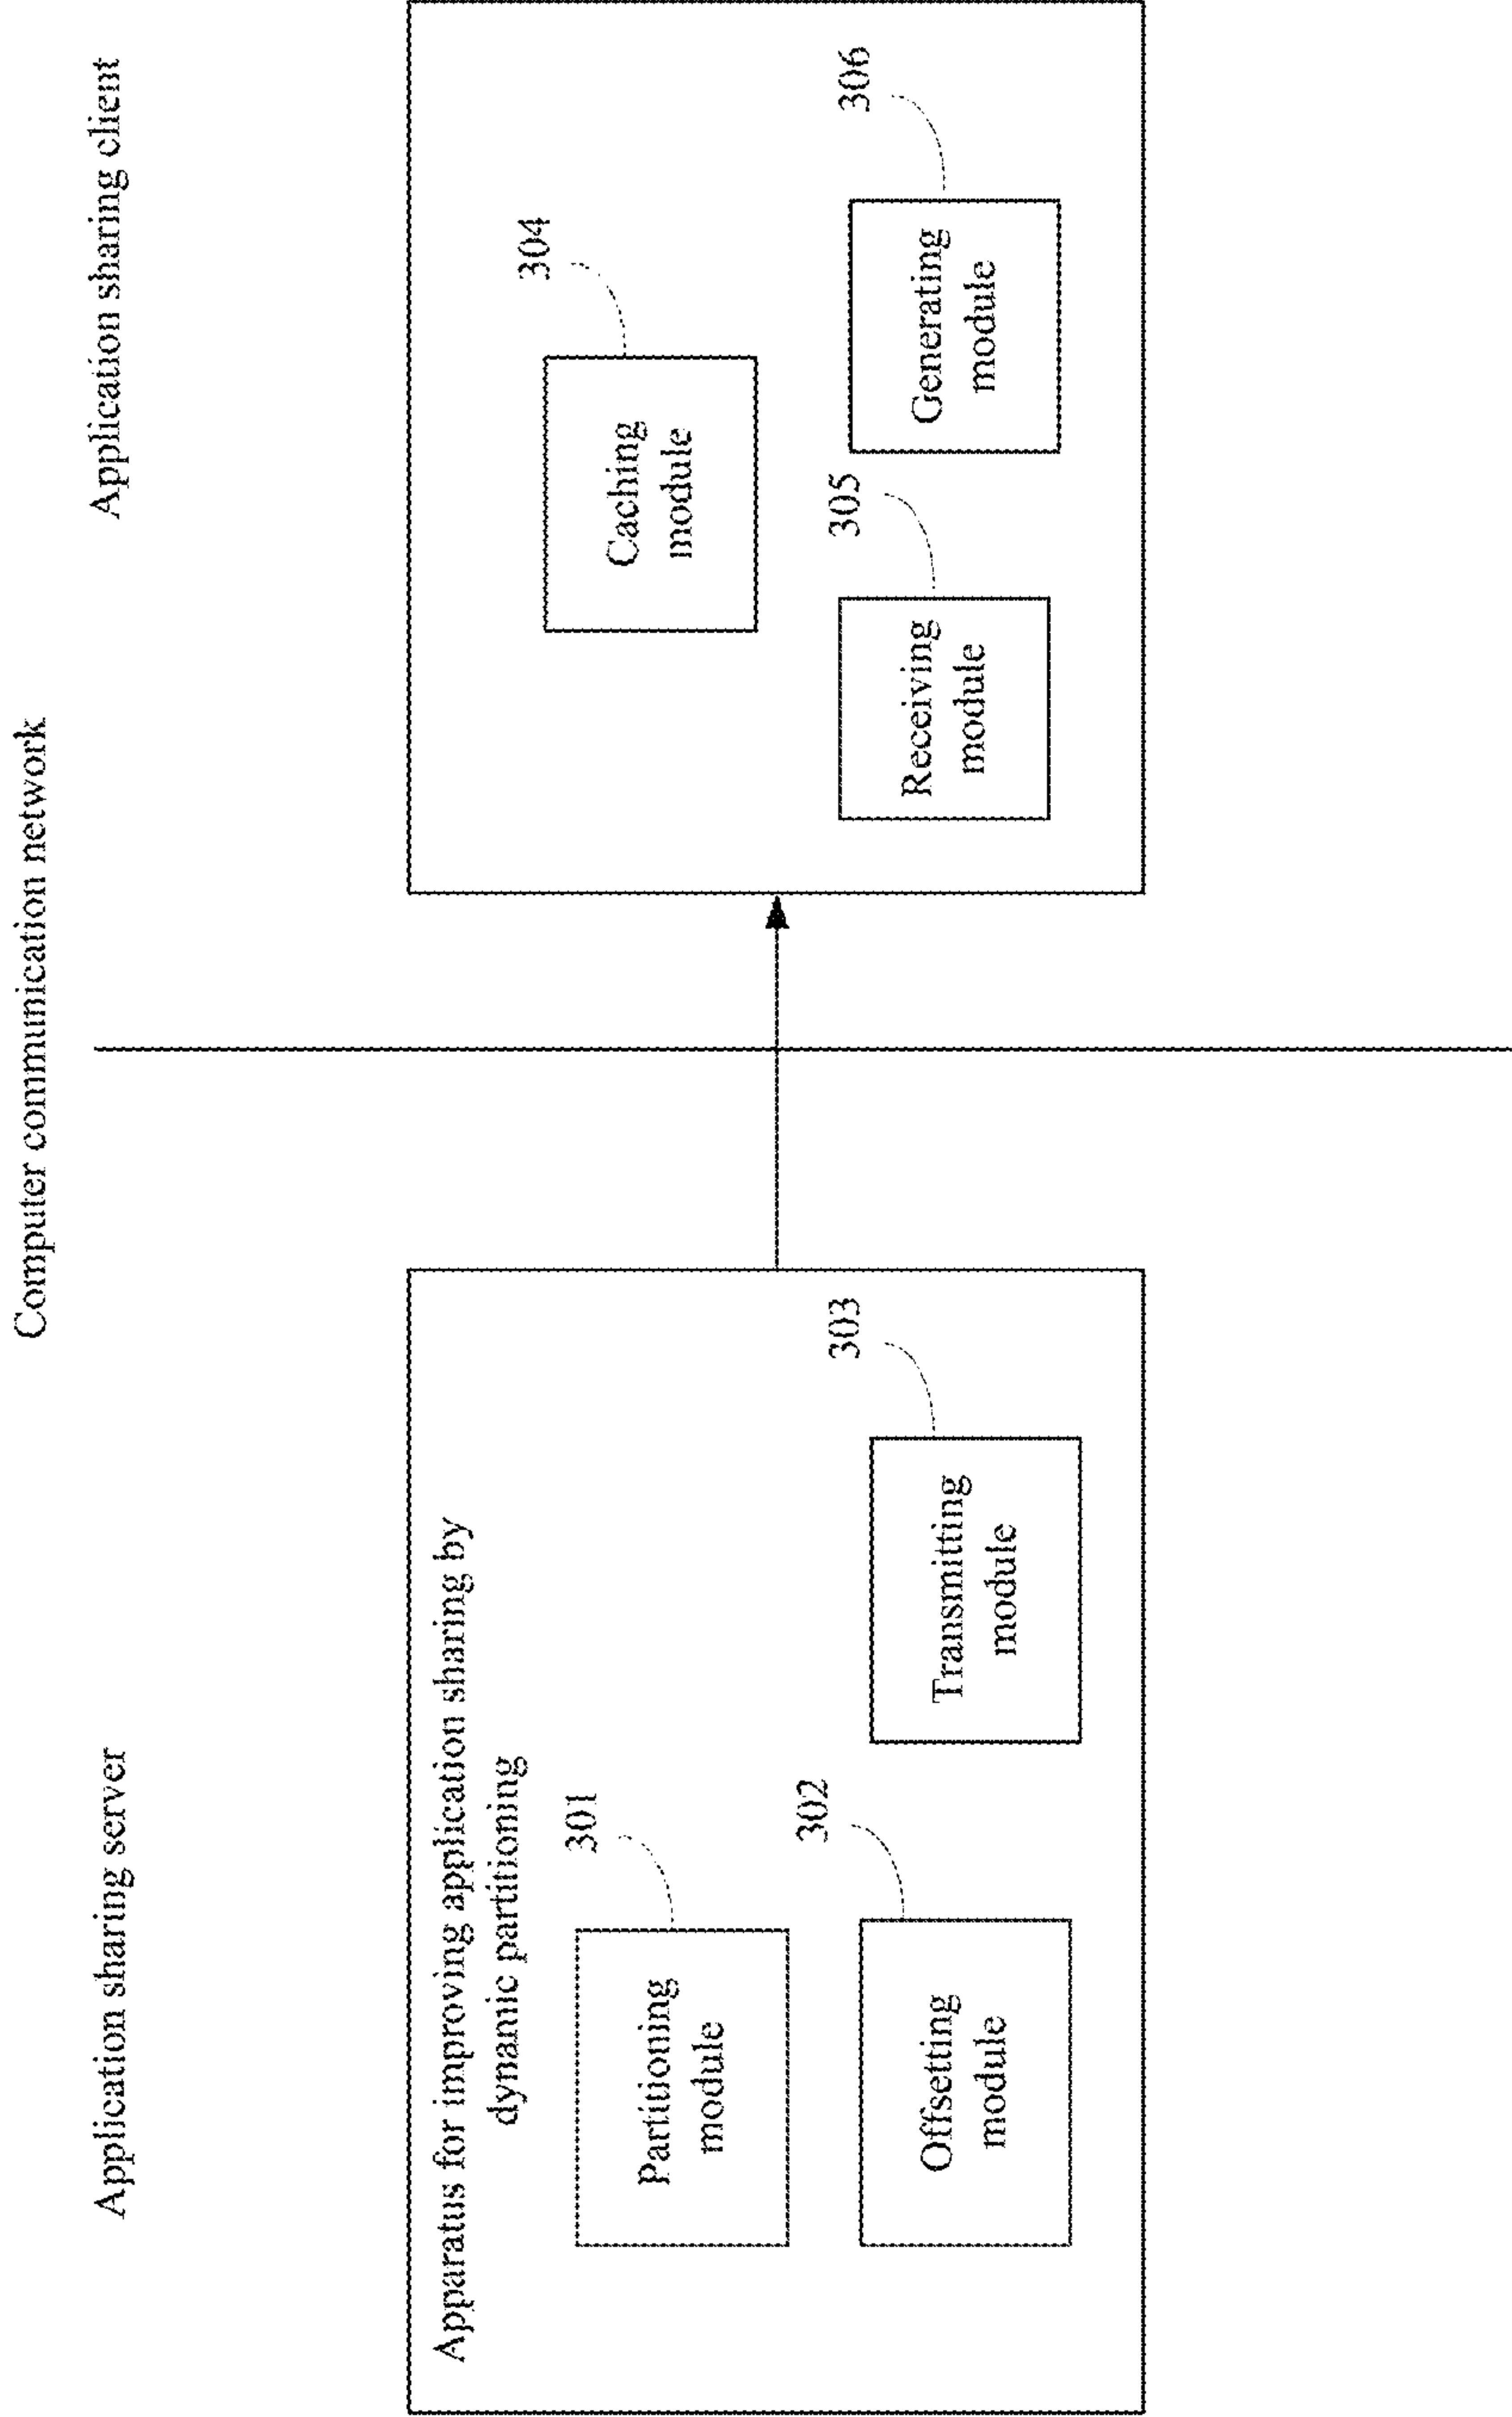 Computer communication network
Application sharing server
Application sharing client
Apparatus for improving application sharing by
dynamic partitioning
301
Partitioning
module
302
Offsetting
module
303
Transmitting
module
304
Caching
module
305
Receiving
module
306
Generating
module